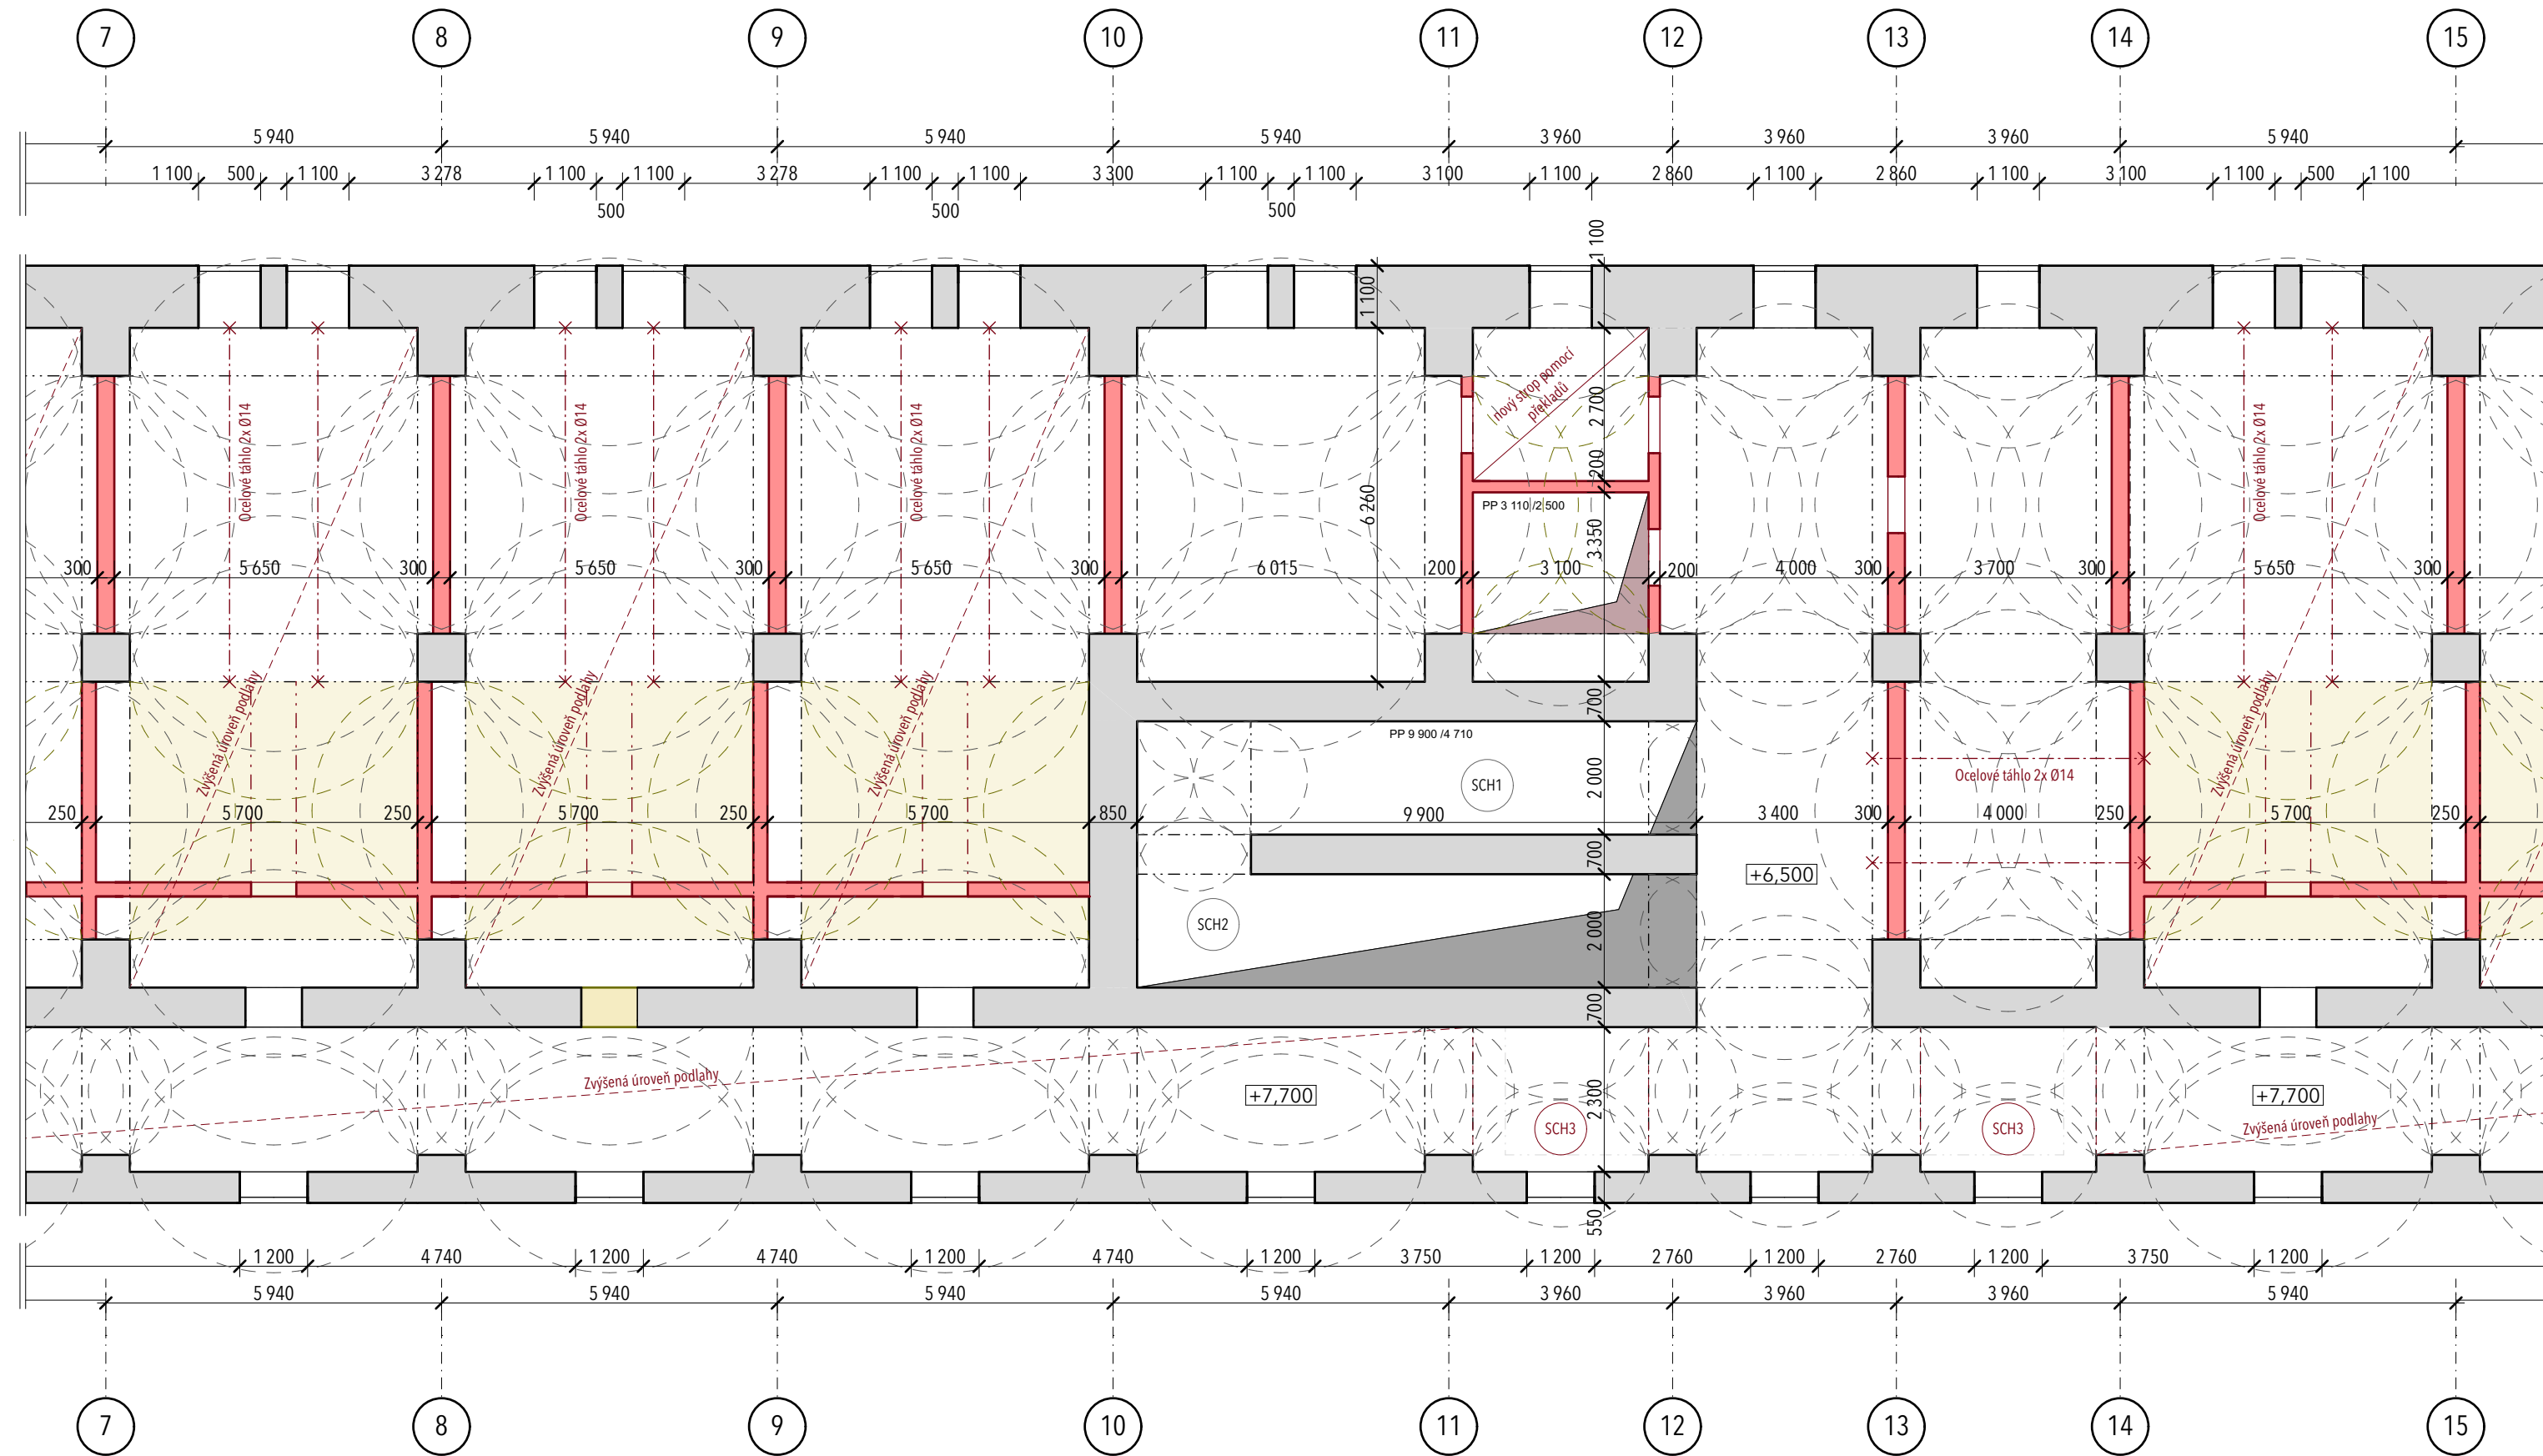 7 8 9 10 11 12 13 14 15
5 940 5 940 5 940 5 940 3 960 3 960 3 960 5 940
1 100 500 1 100 3 278 1 100 1 100 3 278 1 100 1 100 3 300 1 100 1 100 3 100 1 100 2 860 1 100 2 860 1 100 3 100 1 100 500 1 100
500 500 500
1 100
1 100
nový strop pomocí
překladů
2 700
Ocelové táhlo 2x Ø14
Ocelové táhlo 2x Ø14
Ocelové táhlo 2x Ø14
Ocelové táhlo 2x Ø14
200
6 260
PP 3 110 /2 500
3 350
300 5 650 300 5 650 300 5 650 300 6 015 200 3 100 200 4 000 300 3 700 300 5 650 300
Zvýšená úroveň podlahy
Zvýšená úroveň podlahy
Zvýšená úroveň podlahy
Zvýšená úroveň podlahy
700
PP 9 900 /4 710
SCH1
2 000
Ocelové táhlo 2x Ø14
250 5 700 250 5 700 250 5 700 850 9 900 3 400 300 4 000 250 5 700 250
700
+6,500
SCH2
2 000
700
Zvýšená úroveň podlahy
+7,700
2 300
SCH3
SCH3
+7,700
Zvýšená úroveň podlahy
550
1 200 4 740 1 200 4 740 1 200 4 740 1 200 3 750 1 200 2 760 1 200 2 760 1 200 3 750 1 200
5 940 5 940 5 940 5 940 3 960 3 960 3 960 5 940
7 8 9 10 11 12 13 14 15